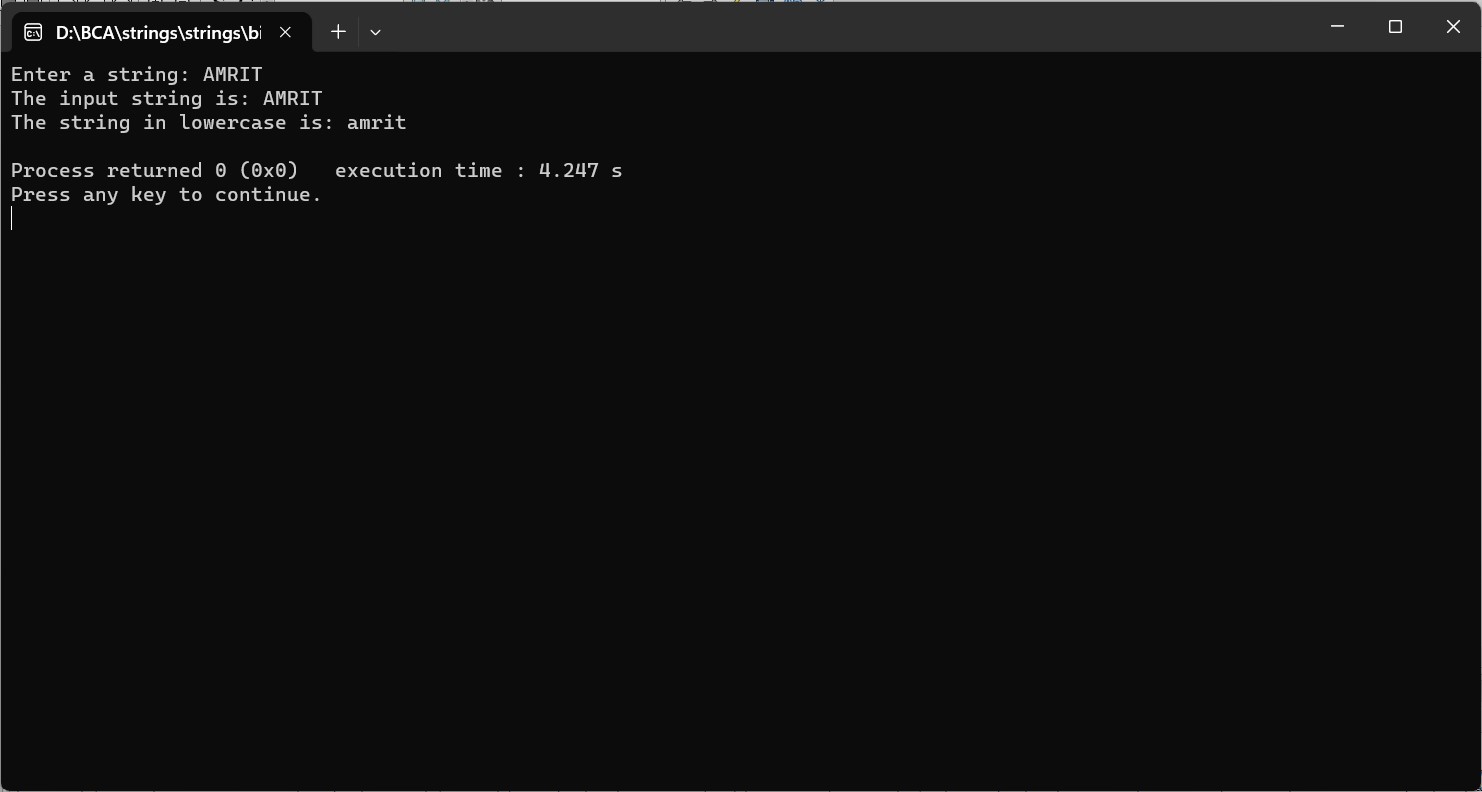 D:\BCA\strings\strings\bi
Enter a string: AMRIT
The input string is: AMRIT
The string in lowercase is: amrit
Process returned 0 (0x0)   execution time : 4.247 s
Press any key to continue.